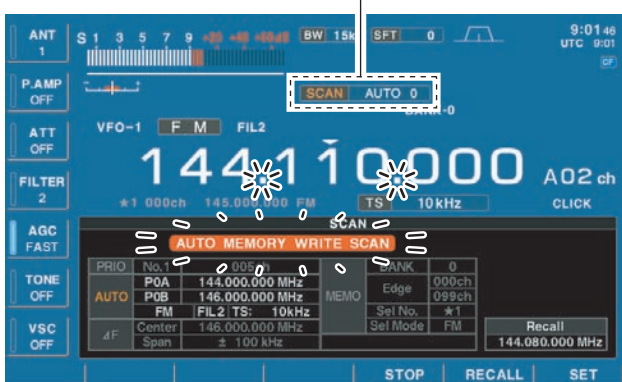 ANT
1
S 1 3 5 7 9 +20 +40 +60dB
BW 15k
SFT 0
9:01 46
UTC 9:01
CF
P.AMP
OFF
SCAN AUTO 0
BANK-0
ATT
OFF
VFO-1 F M FIL2
FILTER
2
144.110.000
A02 ch
★1 000ch 145.000.000 FM
TS 10kHz
CLICK
AGC
FAST
SCAN
AUTO MEMORY WRITE SCAN
TONE
OFF
PRIO No.1 005ch
AUTO P0A 144.000.000 MHz
P0B 146.000.000 MHz
FM FIL2 TS: 10kHz
⊿F Center 146.000.000 MHz
Span ± 100 kHz
MEMO BANK 0
Edge 000ch
099ch
Sel No. ★1
Sel Mode FM
VSC
OFF
Recall
144.080.000 MHz
STOP RECALL SET